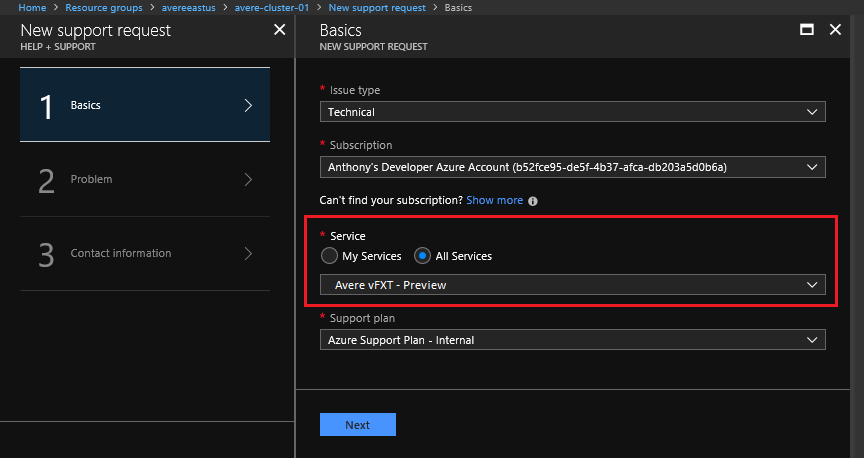 Home > Resource groups > avereeastus > avere-cluster-01 > New support request > Basics
New support request
HELP + SUPPORT
1 Basics
2 Problem
3 Contact information
Basics
NEW SUPPORT REQUEST
* Issue type
Technical
* Subscription
Anthony's Developer Azure Account (b52fce95-de5f-4b37-afca-db203a5d0b6a)
Can't find your subscription? Show more
* Service
My Services All Services
Avere vFXT - Preview
* Support plan
Azure Support Plan - Internal
Next